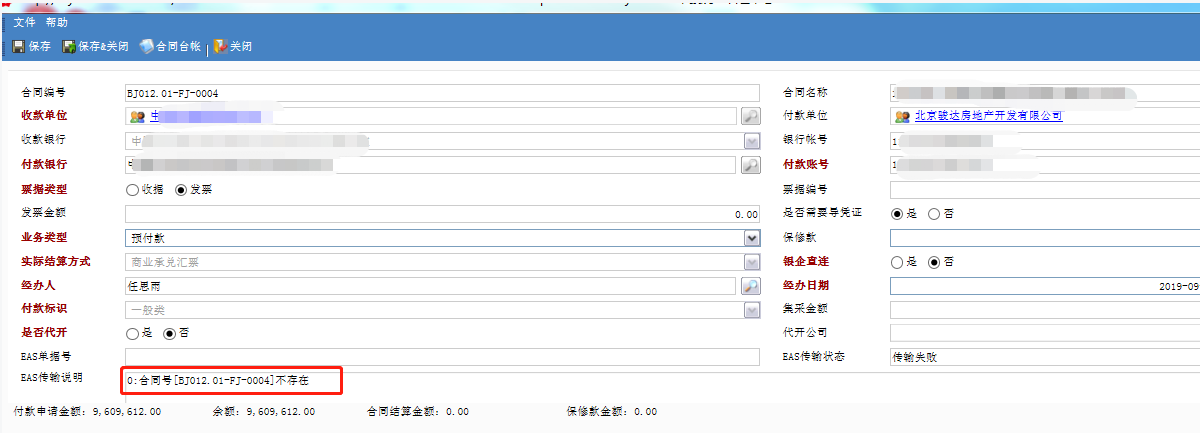 文件 帮助
保存 保存&关闭 合同台帐 关闭
合同编号 BJ012.01-FJ-0004 合同名称
收款单位 付款单位 北京骏达房地产开发有限公司
收款银行 银行帐号
付款银行 付款账号
票据类型 收据 发票 票据编号
发票金额 0.00 是否需要导凭证 是 否
业务类型 预付款 保修款
实际结算方式 商业承兑汇票 银企直连 是 否
经办人 任思雨 经办日期 2019-09
付款标识 一般类 集采金额
是否代开 是 否 代开公司
EAS单据号 EAS传输状态 传输失败
EAS传输说明 0:合同号[BJ012.01-FJ-0004]不存在
付款申请金额: 9,609,612.00 余额: 9,609,612.00 合同结算金额: 0.00 保修款金额: 0.00